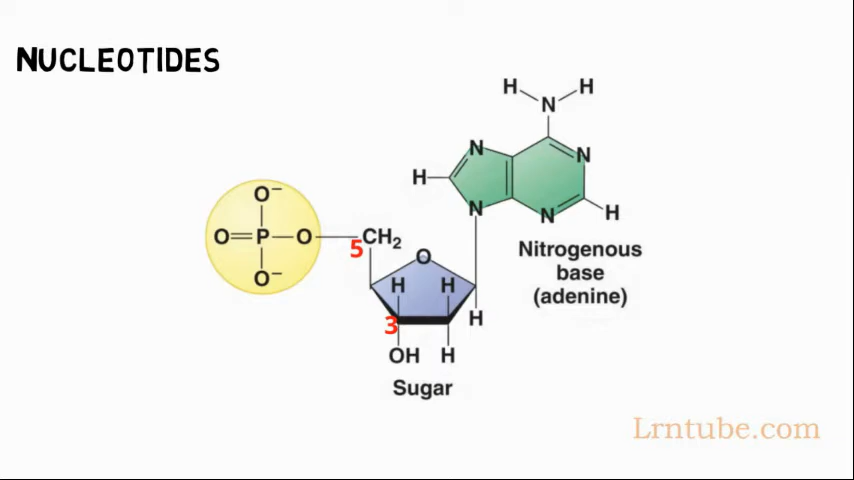 NUCLEOTIDES
H H
N
N N
H
N N H
O⁻
O=P—O
O⁻
5
CH₂
O
H H
3
H
OH H
Nitrogenous
base
(adenine)
Sugar
Lrntube.com